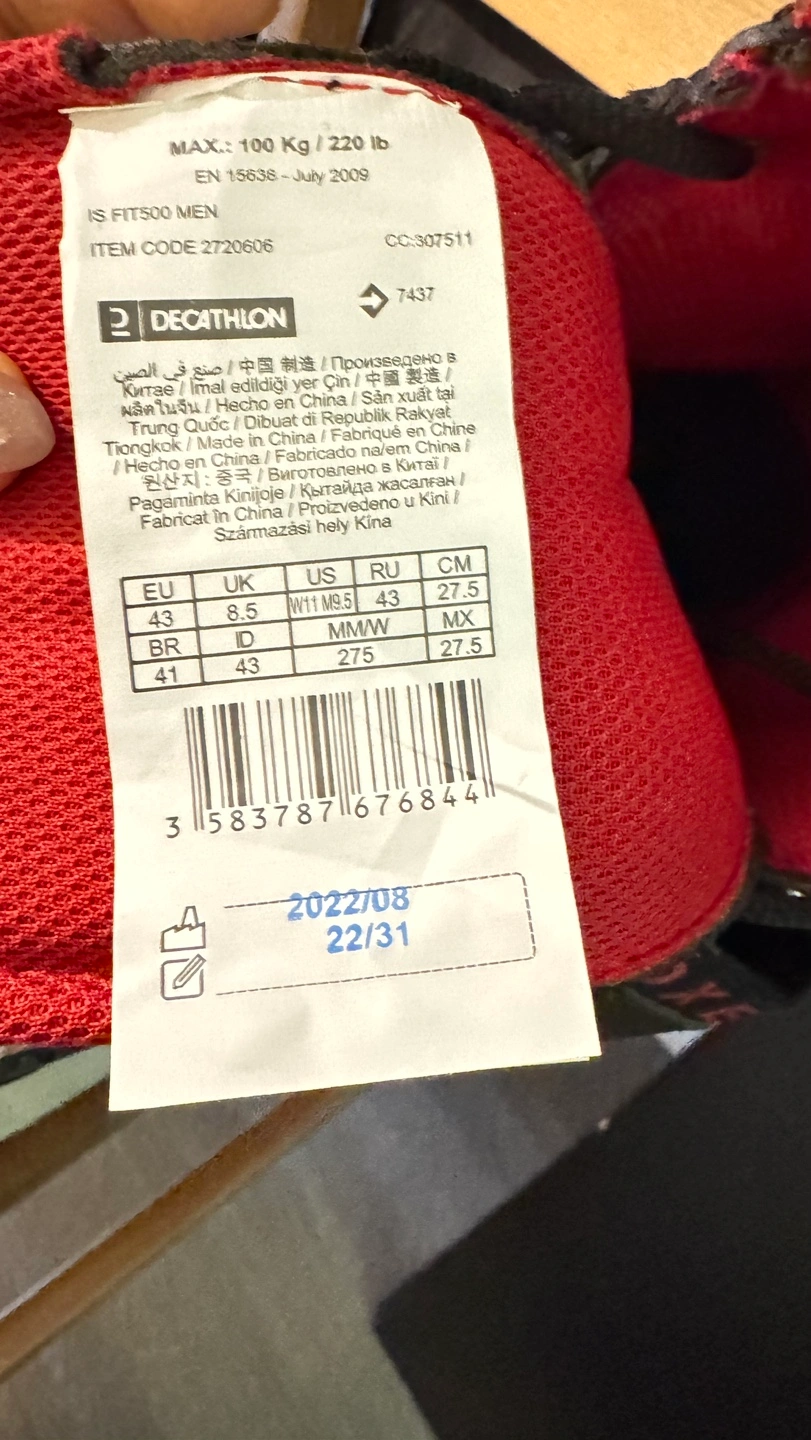 MAX.: 100 Kg / 220 lb
EN 15638 - July 2009
IS FIT500 MEN
ITEM CODE 2720606 CC:307511
DECATHLON 7437
صنع في الصين / 中国 制造 / Произведено в
Китае / İmal edildiği yer Çin / 中國 製造 /
ผลิตในจีน / Hecho en China / Sản xuất tại
Trung Quốc / Dibuat di Republik Rakyat
Tiongkok / Made in China / Fabriqué en Chine
/ Hecho en China / Fabricado na/em China /
원산지 : 중국 / Виготовлено в Китаї /
Pagaminta Kinijoje / Қытайда жасалған /
Fabricat în China / Proizvedeno u Kini /
Származási hely Kína
EU UK US RU CM
43 8.5 W11 M9.5 43 27.5
BR ID MM/W MX
41 43 275 27.5
3 583787 676844
2022/08
22/31